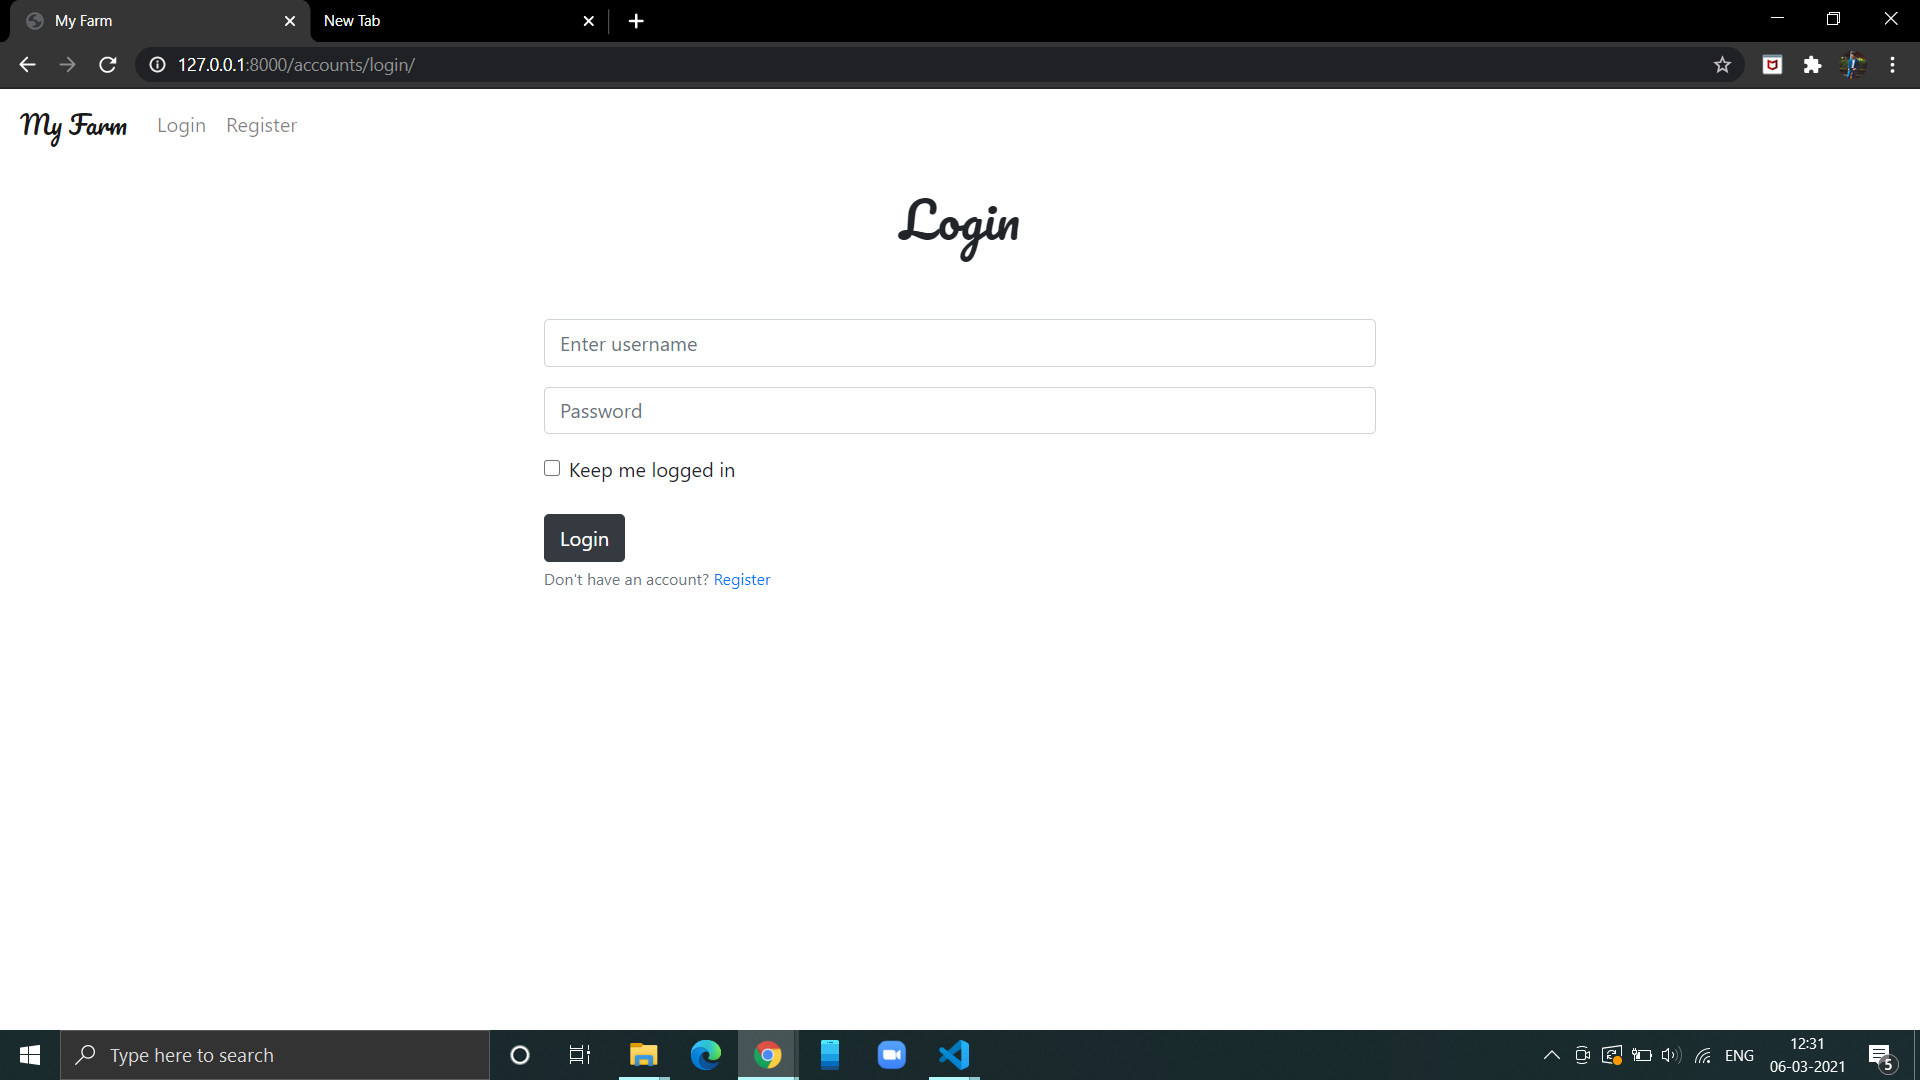 My Farm
New Tab
127.0.0.1:8000/accounts/login/
My Farm Login Register
Login
Enter username
Password
Keep me logged in
Login
Don't have an account? Register
Type here to search
ENG
12:31
06-03-2021
5